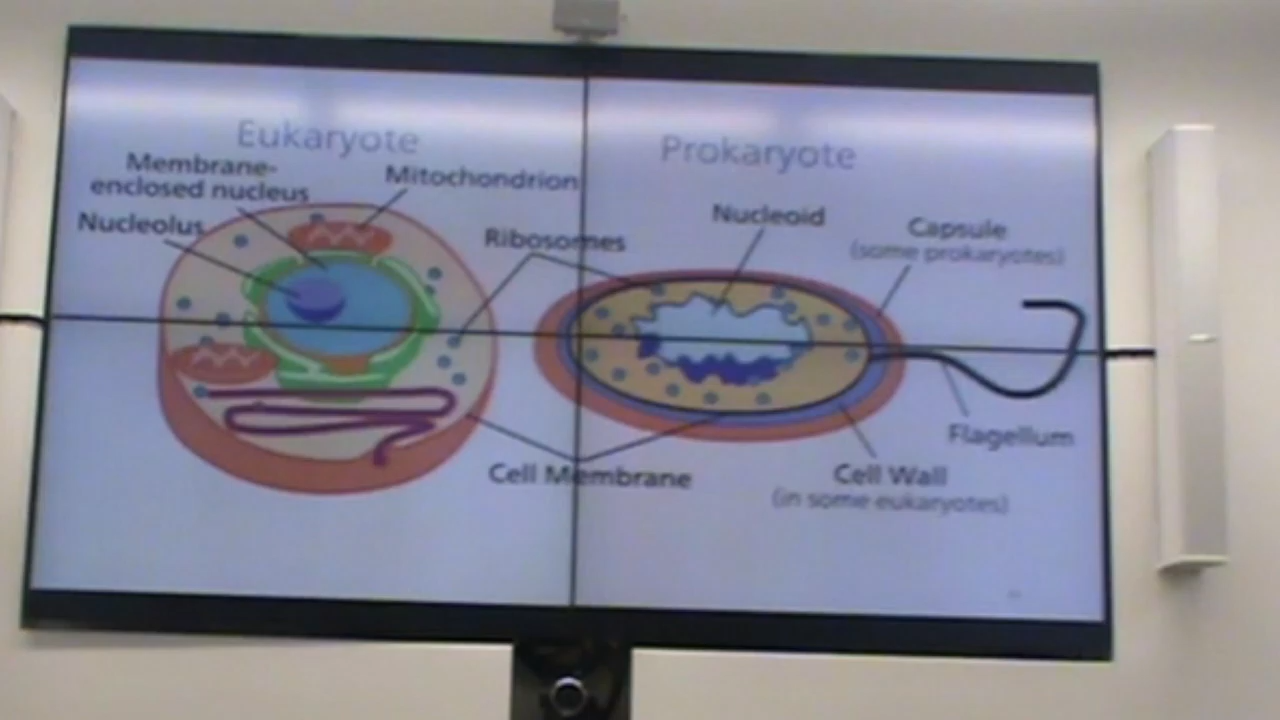 Eukaryote
Prokaryote
Membrane-
enclosed nucleus
Mitochondrion
Nucleolus
Ribosomes
Nucleoid
Capsule
(some prokaryotes)
Flagellum
Cell Membrane
Cell Wall
(in some eukaryotes)